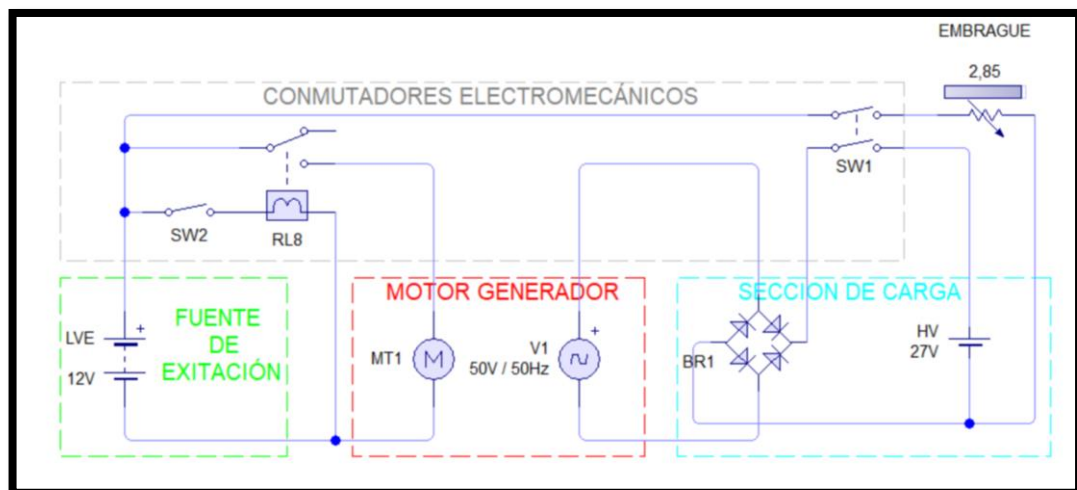 EMBRAGUE
2,85
CONMUTADORES ELECTROMECÁNICOS
SW1
SW2
RL8
FUENTE
DE
EXITACIÓN
LVE
+
12V
MOTOR GENERADOR
MT1
M
V1
50V / 50Hz
+
SECCION DE CARGA
BR1
HV
27V